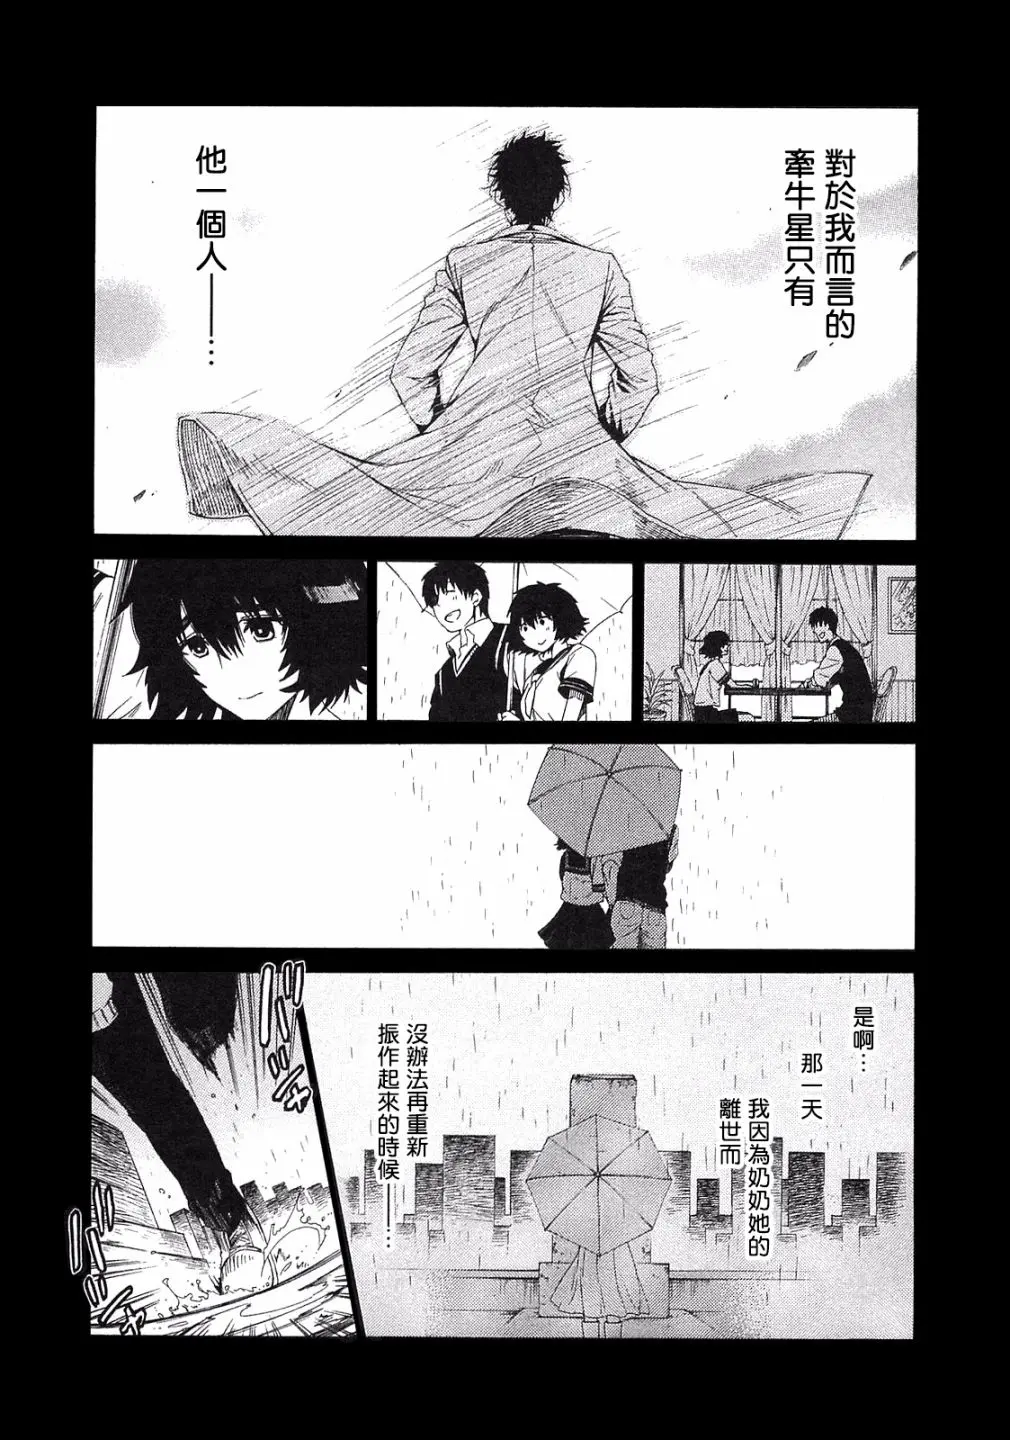 對於我而言的
牽牛星只有
他一個人——…
是啊…
那一天
我因為奶奶她的
離世而
沒辦法再重新
振作起來的時候——…